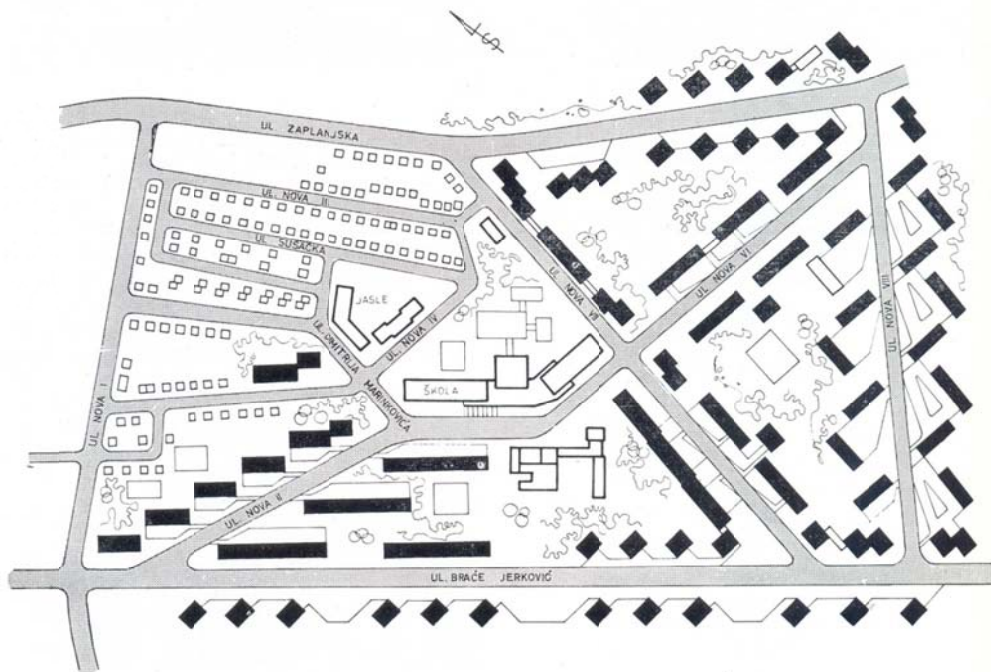 S
UL. ZAPLANJSKA
UL. NOVA III
UL. SUŠAČKA
JASLE
UL. NOVA IV
UL. DIMITRIJA MARINKOVIĆA
ŠKOLA
UL. NOVA I
UL. NOVA II
UL. NOVA VII
UL. NOVA VI
UL. NOVA VIII
UL. BRAĆE JERKOVIĆ